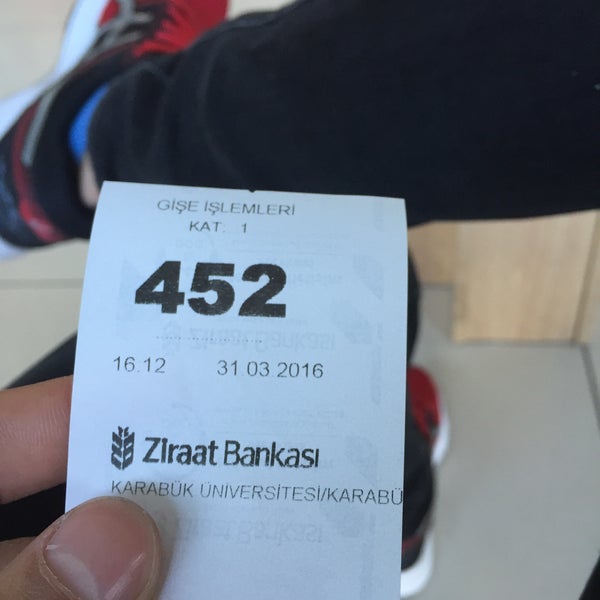 GİŞE İŞLEMLERİ
KAT: 1
452
16.12 31.03 2016
Ziraat Bankası
KARABÜK ÜNİVERSİTESİ/KARABÜ